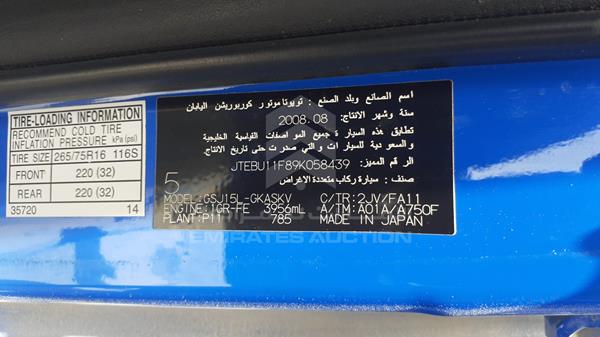 TIRE-LOADING INFORMATION
RECOMMEND COLD TIRE
INFLATION PRESSURE kPa(psi)
TIRE SIZE 265/75R16 116S
FRONT 220 (32)
REAR 220 (32)
35720 14
اسم الصانع وبلد الصنع : تويوتا موتور كوربوريشن اليابان
سنة وشهر الانتاج: 2008.08
تطابق هذه السيارة جميع المواصفات القياسية الخليجية
للسيارات والتي صدرت حتى تاريخ الانتاج.
الرقم المميز: JTEBU11F89K058439
صنف : سيارة ركاب متعددة الأغراض
5
MODEL:GSJ15L-GKASKV C/TR:2JV/FA11
ENGINE:1GR-FE 3956mL A/TM:A01A/A750F
PLANT:P11 785 MADE IN JAPAN
EMIRATES AUCTION